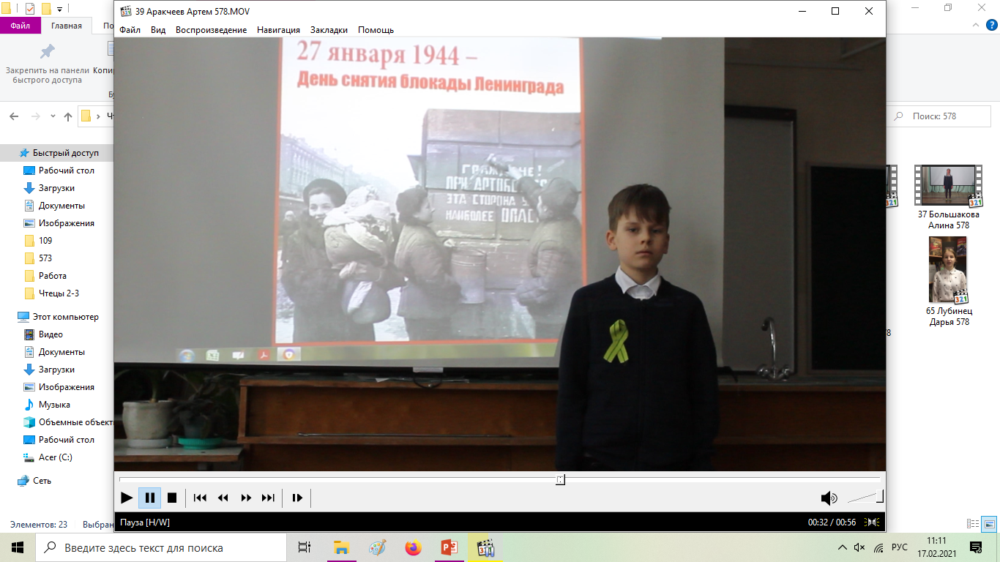 39 Аракчеев Артем 578.MOV
Файл Вид Воспроизведение Навигация Закладки Помощь
Файл
Главная
Закрепить на панели
быстрого доступа
Поиск: 578
Быстрый доступ
Рабочий стол
Загрузки
Документы
Изображения
109
573
Работа
Чтецы 2-3
Этот компьютер
Видео
Документы
Загрузки
Изображения
Музыка
Рабочий стол
Acer (C:)
Сеть
Элементов: 23
27 января 1944 –
День снятия блокады Ленинграда
ЭТА СТОРОНА
НАИБОЛЕЕ
321
37 Большакова
Алина 578
321
65 Лубинец
Дарья 578
Пауза [H/W]
00:32 / 00:56
Введите здесь текст для поиска
321
РУС
11:11
17.02.2021